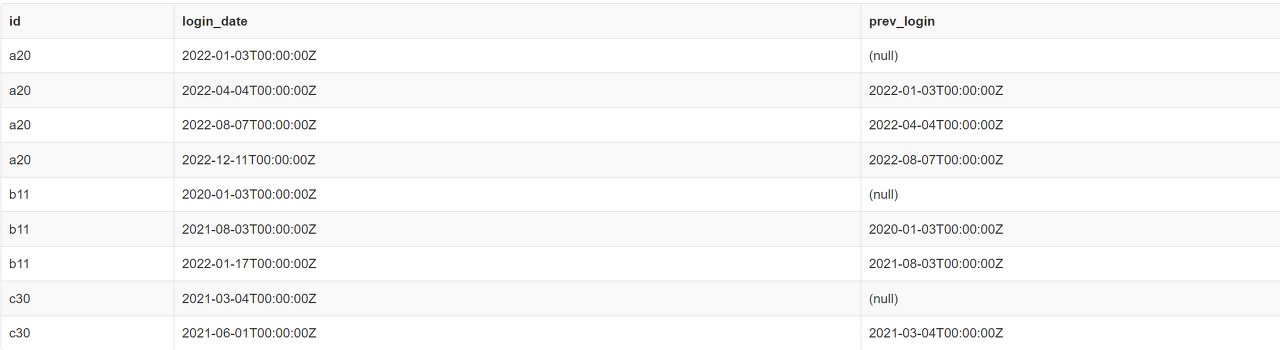 id login_date prev_login
a20 2022-01-03T00:00:00Z (null)
a20 2022-04-04T00:00:00Z 2022-01-03T00:00:00Z
a20 2022-08-07T00:00:00Z 2022-04-04T00:00:00Z
a20 2022-12-11T00:00:00Z 2022-08-07T00:00:00Z
b11 2020-01-03T00:00:00Z (null)
b11 2021-08-03T00:00:00Z 2020-01-03T00:00:00Z
b11 2022-01-17T00:00:00Z 2021-08-03T00:00:00Z
c30 2021-03-04T00:00:00Z (null)
c30 2021-06-01T00:00:00Z 2021-03-04T00:00:00Z